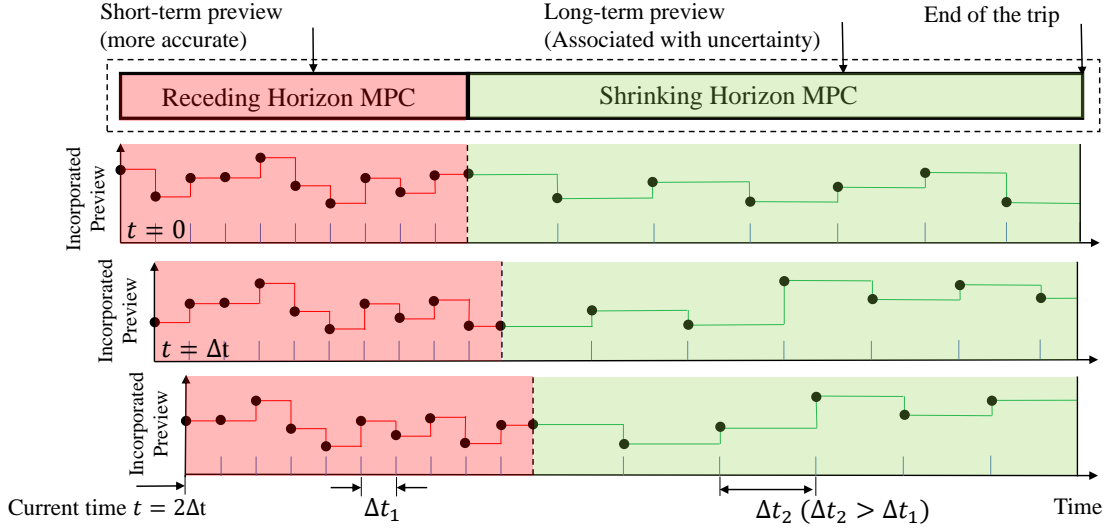 Short-term preview
(more accurate)
Long-term preview
(Associated with uncertainty)
End of the trip
Receding Horizon MPC
Shrinking Horizon MPC
Incorporated
Preview
t = 0
Incorporated
Preview
t = Δt
Incorporated
Preview
Current time t = 2Δt
Δt₁
Δt₂ (Δt₂ > Δt₁)
Time